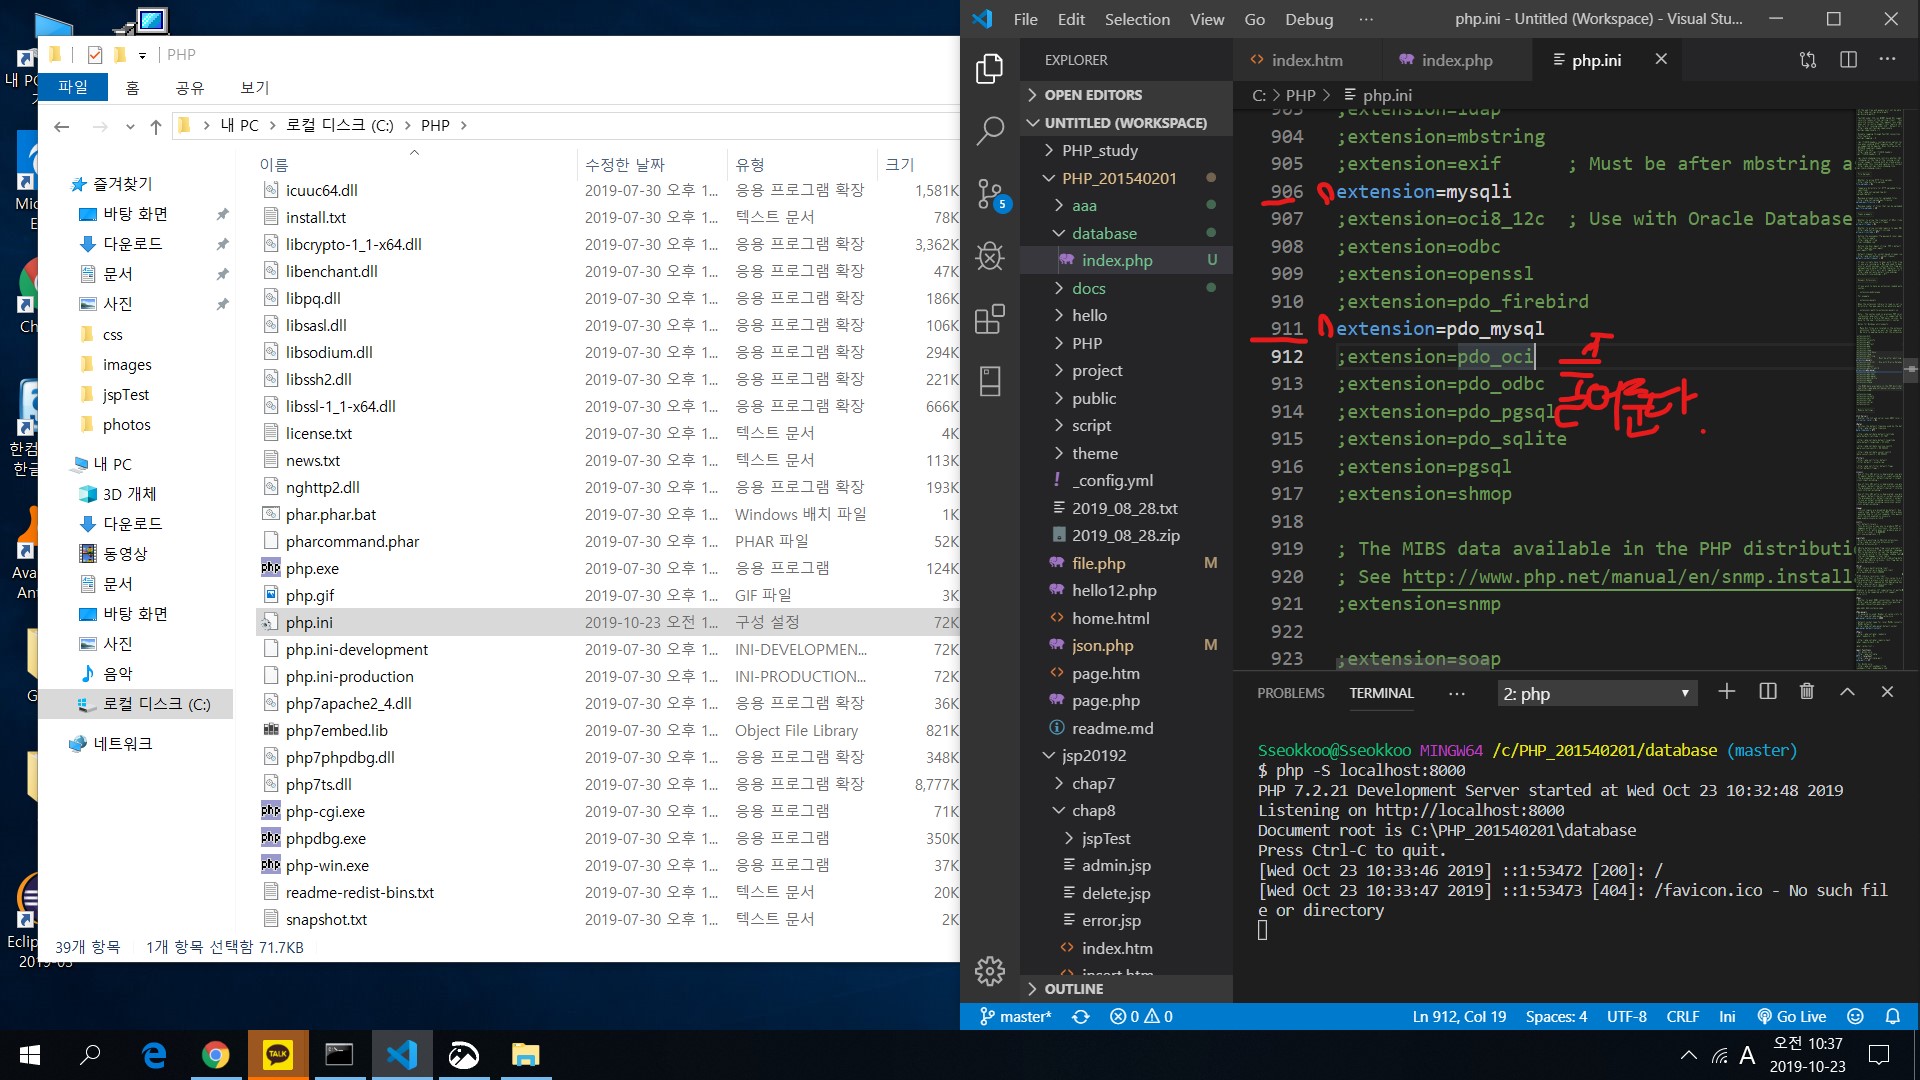 PHP
파일
홈
공유
보기
내 PC
로컬 디스크 (C:)
PHP
이름
수정한 날짜
유형
크기
즐겨찾기
바탕 화면
다운로드
문서
사진
css
images
jspTest
photos
내 PC
3D 개체
다운로드
동영상
문서
바탕 화면
사진
음악
로컬 디스크 (C:)
네트워크
icuuc64.dll 2019-07-30 오후 1... 응용 프로그램 확장 1,581K
install.txt 2019-07-30 오후 1... 텍스트 문서 78K
libcrypto-1_1-x64.dll 2019-07-30 오후 1... 응용 프로그램 확장 3,362K
libenchant.dll 2019-07-30 오후 1... 응용 프로그램 확장 47K
libpq.dll 2019-07-30 오후 1... 응용 프로그램 확장 186K
libsasl.dll 2019-07-30 오후 1... 응용 프로그램 확장 106K
libsodium.dll 2019-07-30 오후 1... 응용 프로그램 확장 294K
libssh2.dll 2019-07-30 오후 1... 응용 프로그램 확장 221K
libssl-1_1-x64.dll 2019-07-30 오후 1... 응용 프로그램 확장 666K
license.txt 2019-07-30 오후 1... 텍스트 문서 4K
news.txt 2019-07-30 오후 1... 텍스트 문서 113K
nghttp2.dll 2019-07-30 오후 1... 응용 프로그램 확장 193K
phar.phar.bat 2019-07-30 오후 1... Windows 배치 파일 1K
pharcommand.phar 2019-07-30 오후 1... PHAR 파일 52K
php.exe 2019-07-30 오후 1... 응용 프로그램 124K
php.gif 2019-07-30 오후 1... GIF 파일 3K
php.ini 2019-10-23 오전 1... 구성 설정 72K
php.ini-development 2019-07-30 오후 1... INI-DEVELOPMEN... 72K
php.ini-production 2019-07-30 오후 1... INI-PRODUCTION... 72K
php7apache2_4.dll 2019-07-30 오후 1... 응용 프로그램 확장 36K
php7embed.lib 2019-07-30 오후 1... Object File Library 821K
php7phpdbg.dll 2019-07-30 오후 1... 응용 프로그램 확장 348K
php7ts.dll 2019-07-30 오후 1... 응용 프로그램 확장 8,777K
php-cgi.exe 2019-07-30 오후 1... 응용 프로그램 71K
phpdbg.exe 2019-07-30 오후 1... 응용 프로그램 350K
php-win.exe 2019-07-30 오후 1... 응용 프로그램 37K
readme-redist-bins.txt 2019-07-30 오후 1... 텍스트 문서 20K
snapshot.txt 2019-07-30 오후 1... 텍스트 문서 2K
39개 항목 1개 항목 선택함 71.7KB
File Edit Selection View Go Debug ... php.ini - Untitled (Workspace) - Visual Stu...
EXPLORER
index.htm
index.php
php.ini
C: > PHP > php.ini
OPEN EDITORS
UNTITLED (WORKSPACE)
PHP_study
PHP_201540201
aaa
database
index.php U
docs
hello
PHP
project
public
script
theme
_config.yml
2019_08_28.txt
2019_08_28.zip
file.php M
hello12.php
home.html
json.php M
page.htm
page.php
readme.md
jsp20192
chap7
chap8
jspTest
admin.jsp
delete.jsp
error.jsp
index.htm
insert.htm
OUTLINE
5
903 ;extension=ldap
904 ;extension=mbstring
905 ;extension=exif ; Must be after mbstring a
906 extension=mysqli
907 ;extension=oci8_12c ; Use with Oracle Database
908 ;extension=odbc
909 ;extension=openssl
910 ;extension=pdo_firebird
911 extension=pdo_mysql
912 ;extension=pdo_oci
913 ;extension=pdo_odbc
914 ;extension=pdo_pgsql
915 ;extension=pdo_sqlite
916 ;extension=pgsql
917 ;extension=shmop
918
919 ; The MIBS data available in the PHP distributi
920 ; See http://www.php.net/manual/en/snmp.install
921 ;extension=snmp
922
923 ;extension=soap
PROBLEMS TERMINAL ... 2: php
Sseokkoo@Sseokkoo MINGW64 /c/PHP_201540201/database (master)
$ php -S localhost:8000
PHP 7.2.21 Development Server started at Wed Oct 23 10:32:48 2019
Listening on http://localhost:8000
Document root is C:\PHP_201540201\database
Press Ctrl-C to quit.
[Wed Oct 23 10:33:46 2019] ::1:53472 [200]: /
[Wed Oct 23 10:33:47 2019] ::1:53473 [404]: /favicon.ico - No such fil
e or directory
master* 0 0 Ln 912, Col 19 Spaces: 4 UTF-8 CRLF Ini Go Live
TALK
A
오전 10:37
2019-10-23